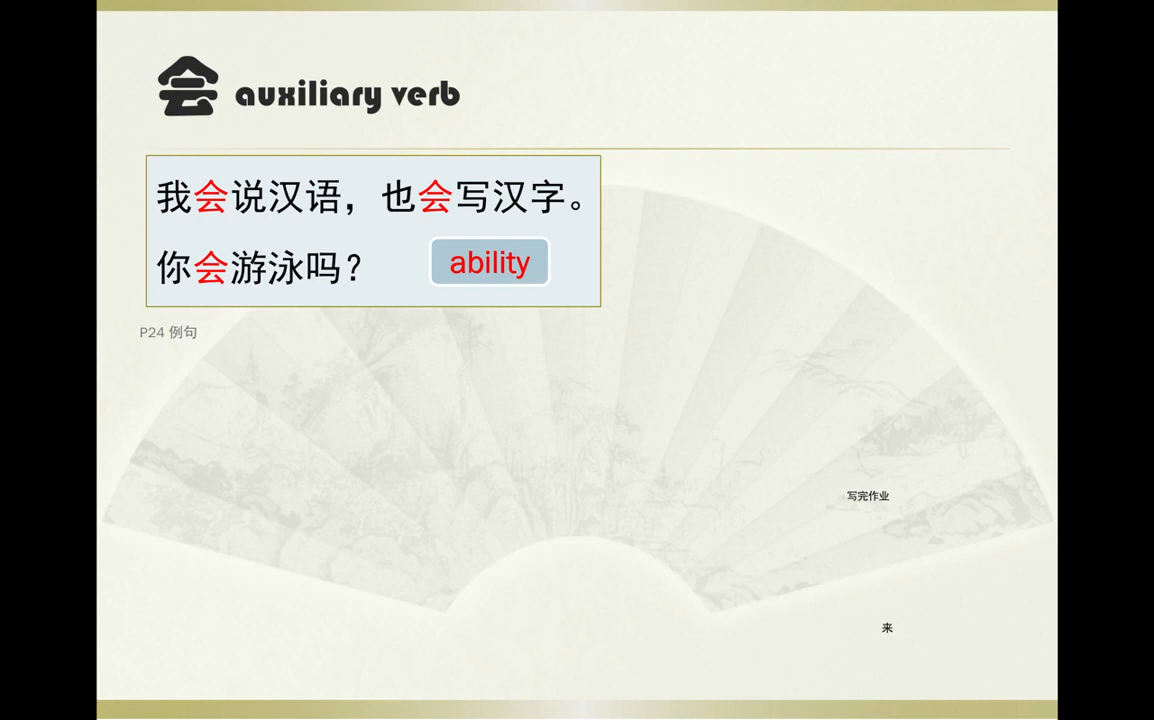 会 auxiliary verb
我会说汉语，也会写汉字。
你会游泳吗？
ability
P24 例句
写完作业
来